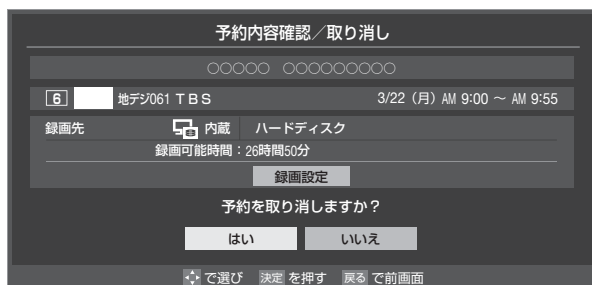 予約内容確認／取り消し
○○○○○ ○○○○○○○○○
6 地デジ061 TBS 3/22（月）AM 9:00 ～ AM 9:55
録画先 内蔵 ハードディスク
録画可能時間：26時間50分
録画設定
予約を取り消しますか？
はい いいえ
で選び 決定 を押す 戻る で前画面